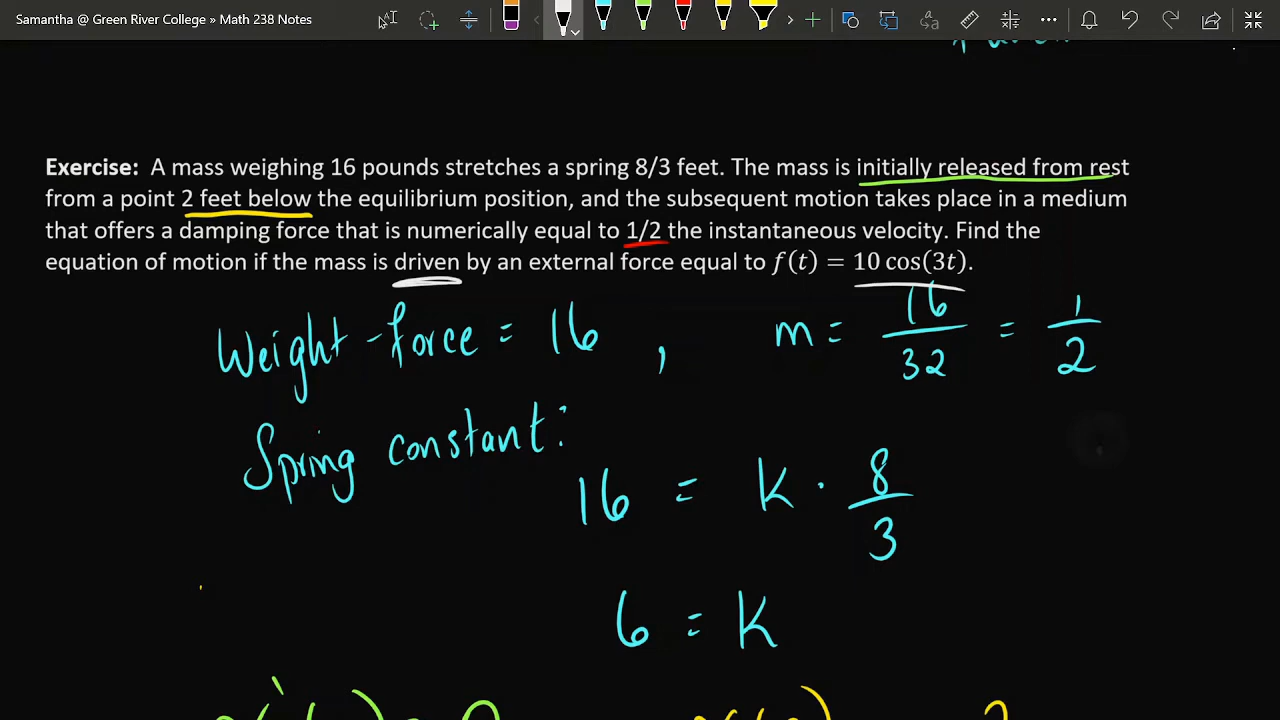 Samantha @ Green River College » Math 238 Notes
Exercise: A mass weighing 16 pounds stretches a spring 8/3 feet. The mass is initially released from rest
from a point 2 feet below the equilibrium position, and the subsequent motion takes place in a medium
that offers a damping force that is numerically equal to 1/2 the instantaneous velocity. Find the
equation of motion if the mass is driven by an external force equal to f(t) = 10 cos(3t).
Weight-force = 16 , m = 16/32 = 1/2
Spring constant:
16 = k · 8/3
6 = k